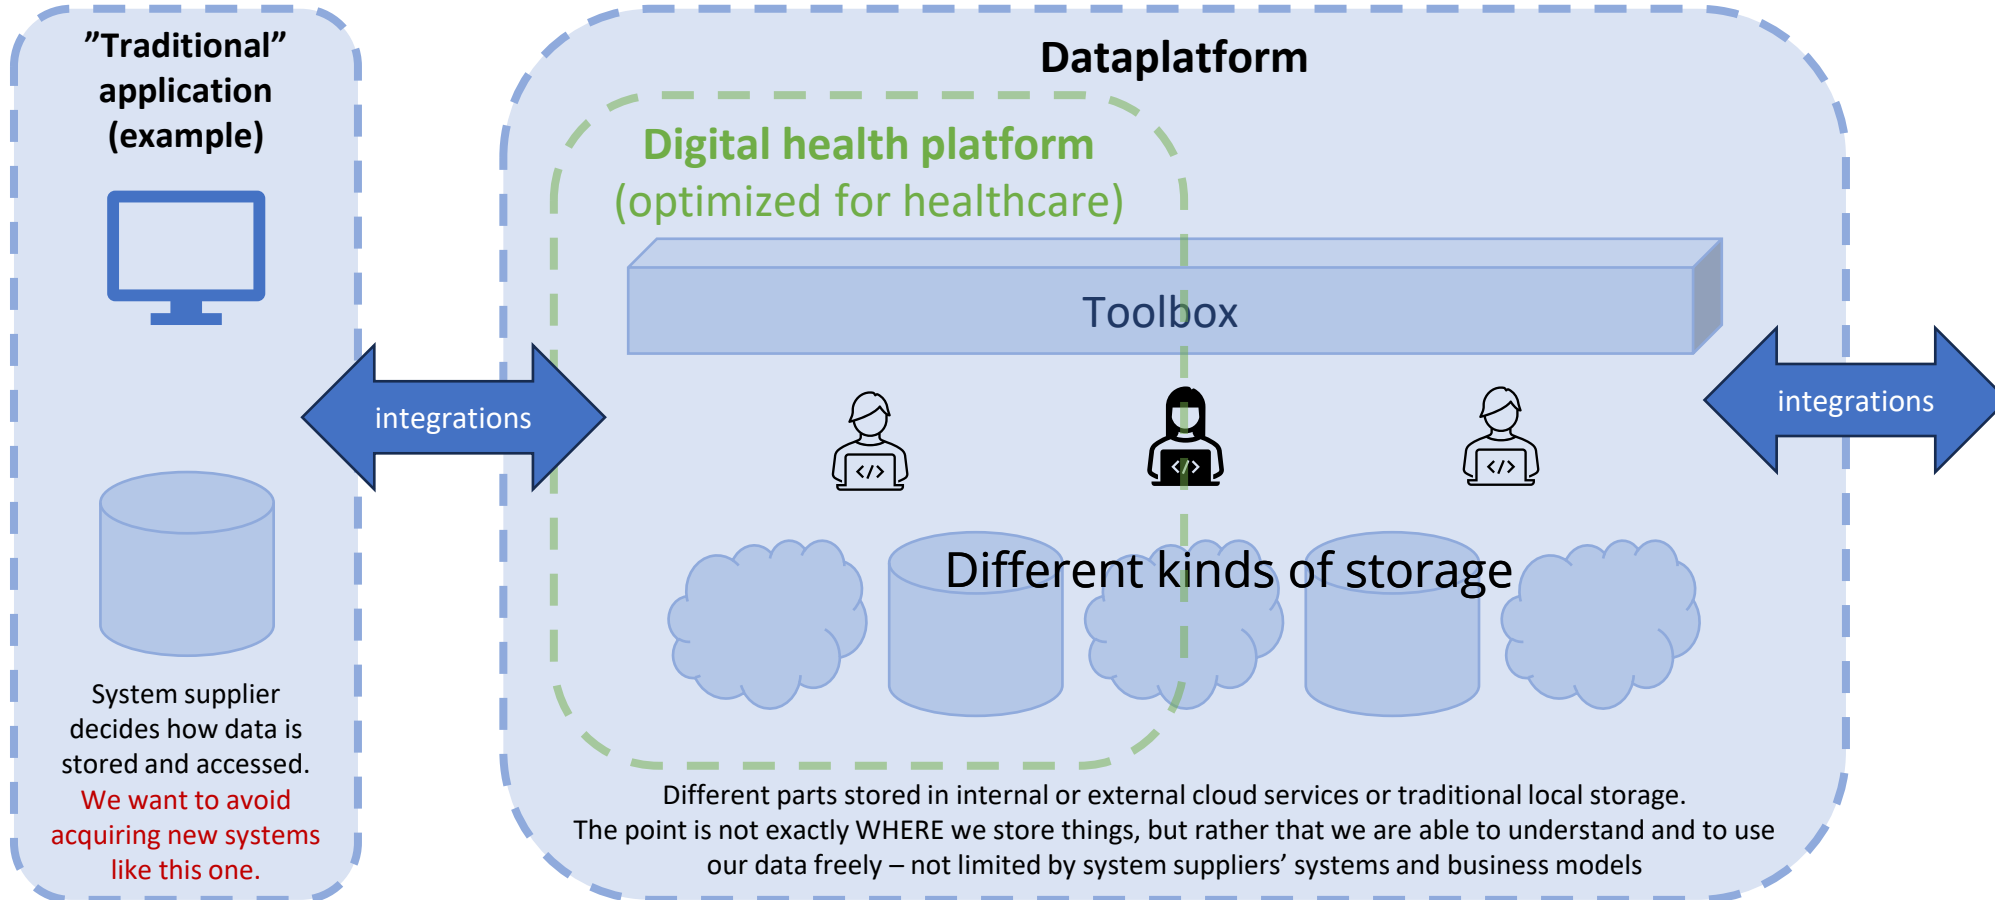 ”Traditional”
application
(example)
System supplier
decides how data is
stored and accessed.
We want to avoid
acquiring new systems
like this one.
integrations
Dataplatform
Digital health platform
(optimized for healthcare)
Toolbox
</>
</>
</>
Different kinds of storage
Different parts stored in internal or external cloud services or traditional local storage.
The point is not exactly WHERE we store things, but rather that we are able to understand and to use
our data freely – not limited by system suppliers’ systems and business models
integrations